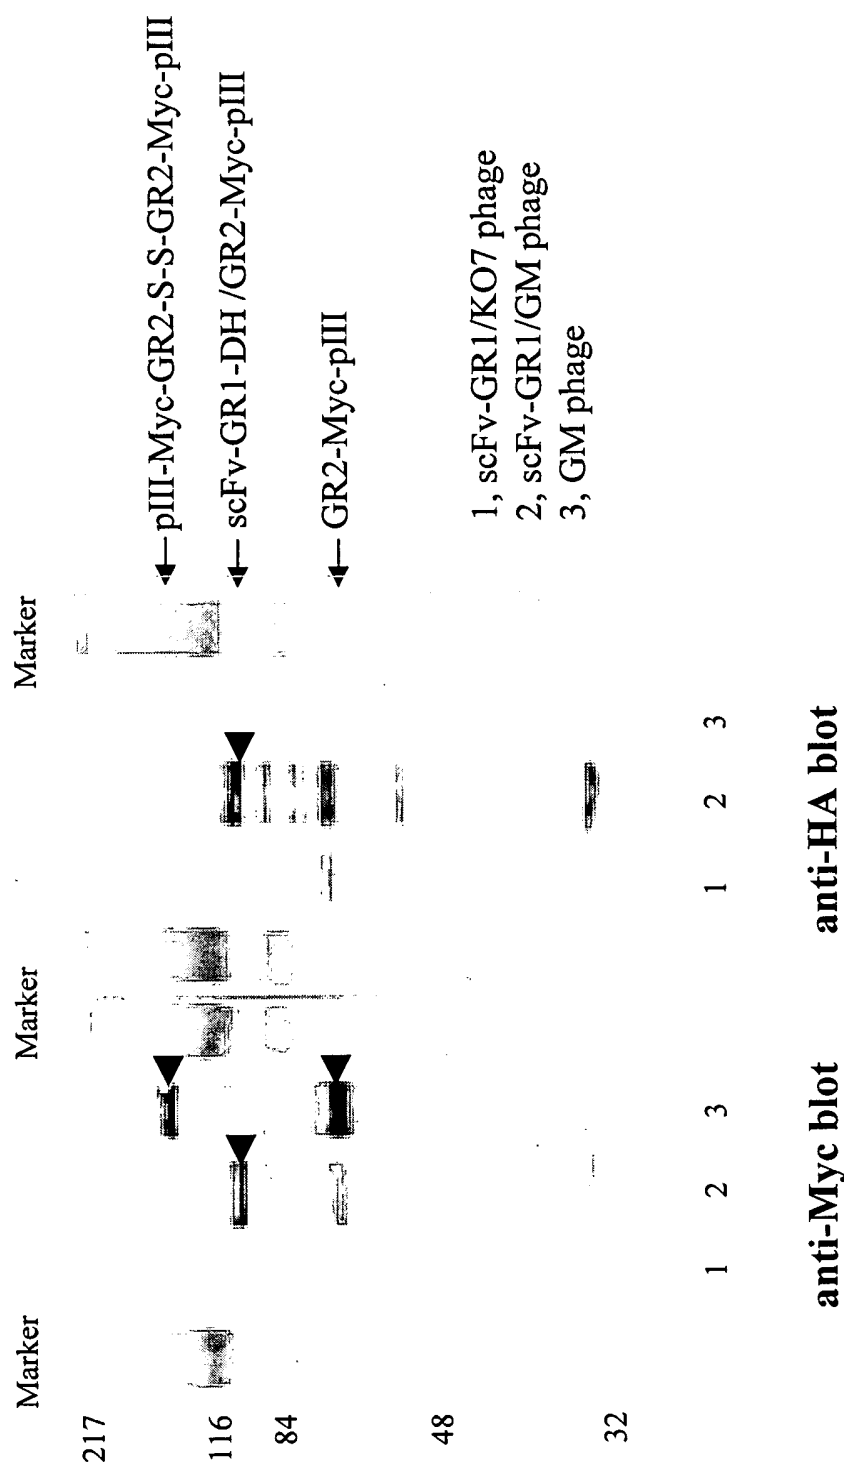 Marker
Marker
Marker
217
116
84
48
32
pIII-Myc-GR2-S-S-GR2-Myc-pIII
scFv-GR1-DH /GR2-Myc-pIII
GR2-Myc-pIII
1, scFv-GR1/KO7 phage
2, scFv-GR1/GM phage
3, GM phage
1 2 3
1 2 3
anti-Myc blot
anti-HA blot